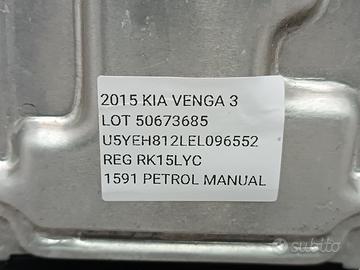 2015 KIA VENGA 3
LOT 50673685
U5YEH812LEL096552
REG RK15LYC
1591 PETROL MANUAL
subito